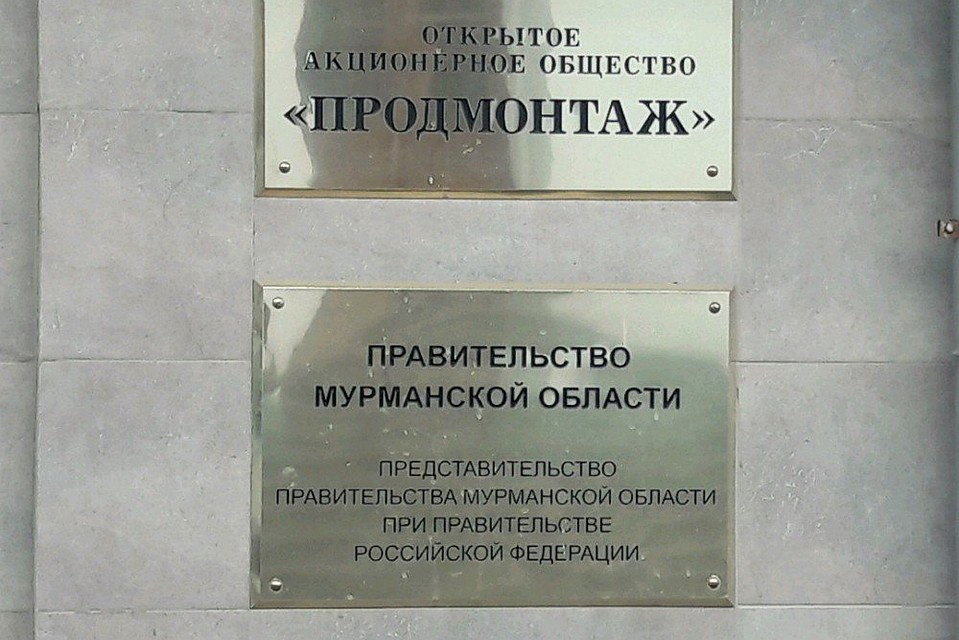 ОТКРЫТОЕ
АКЦИОНЕРНОЕ ОБЩЕСТВО
«ПРОДМОНТАЖ»
ПРАВИТЕЛЬСТВО
МУРМАНСКОЙ ОБЛАСТИ
ПРЕДСТАВИТЕЛЬСТВО
ПРАВИТЕЛЬСТВА МУРМАНСКОЙ ОБЛАСТИ
ПРИ ПРАВИТЕЛЬСТВЕ
РОССИЙСКОЙ ФЕДЕРАЦИИ